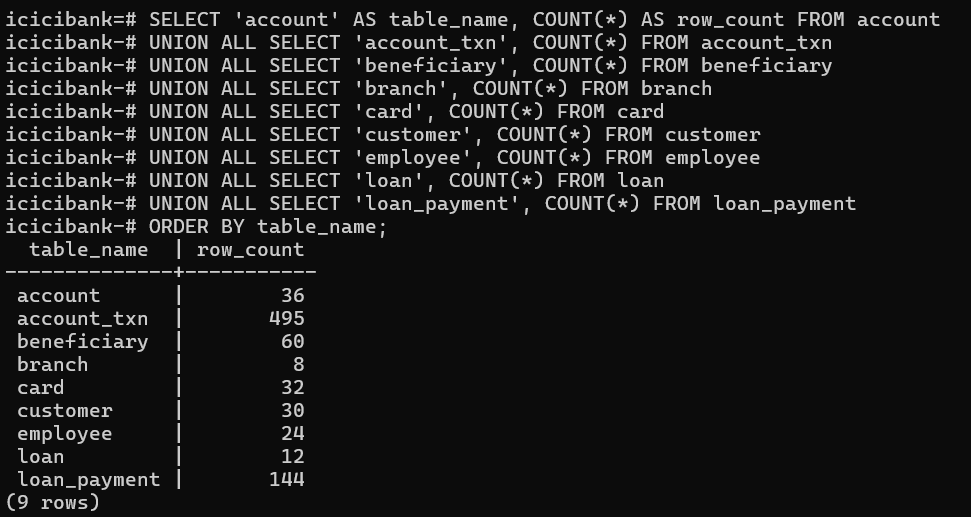 icicibank=# SELECT 'account' AS table_name, COUNT(*) AS row_count FROM account
icicibank-# UNION ALL SELECT 'account_txn', COUNT(*) FROM account_txn
icicibank-# UNION ALL SELECT 'beneficiary', COUNT(*) FROM beneficiary
icicibank-# UNION ALL SELECT 'branch', COUNT(*) FROM branch
icicibank-# UNION ALL SELECT 'card', COUNT(*) FROM card
icicibank-# UNION ALL SELECT 'customer', COUNT(*) FROM customer
icicibank-# UNION ALL SELECT 'employee', COUNT(*) FROM employee
icicibank-# UNION ALL SELECT 'loan', COUNT(*) FROM loan
icicibank-# UNION ALL SELECT 'loan_payment', COUNT(*) FROM loan_payment
icicibank-# ORDER BY table_name;
  table_name  | row_count
--------------+-----------
 account      |        36
 account_txn  |       495
 beneficiary  |        60
 branch       |         8
 card         |        32
 customer     |        30
 employee     |        24
 loan         |        12
 loan_payment |       144
(9 rows)